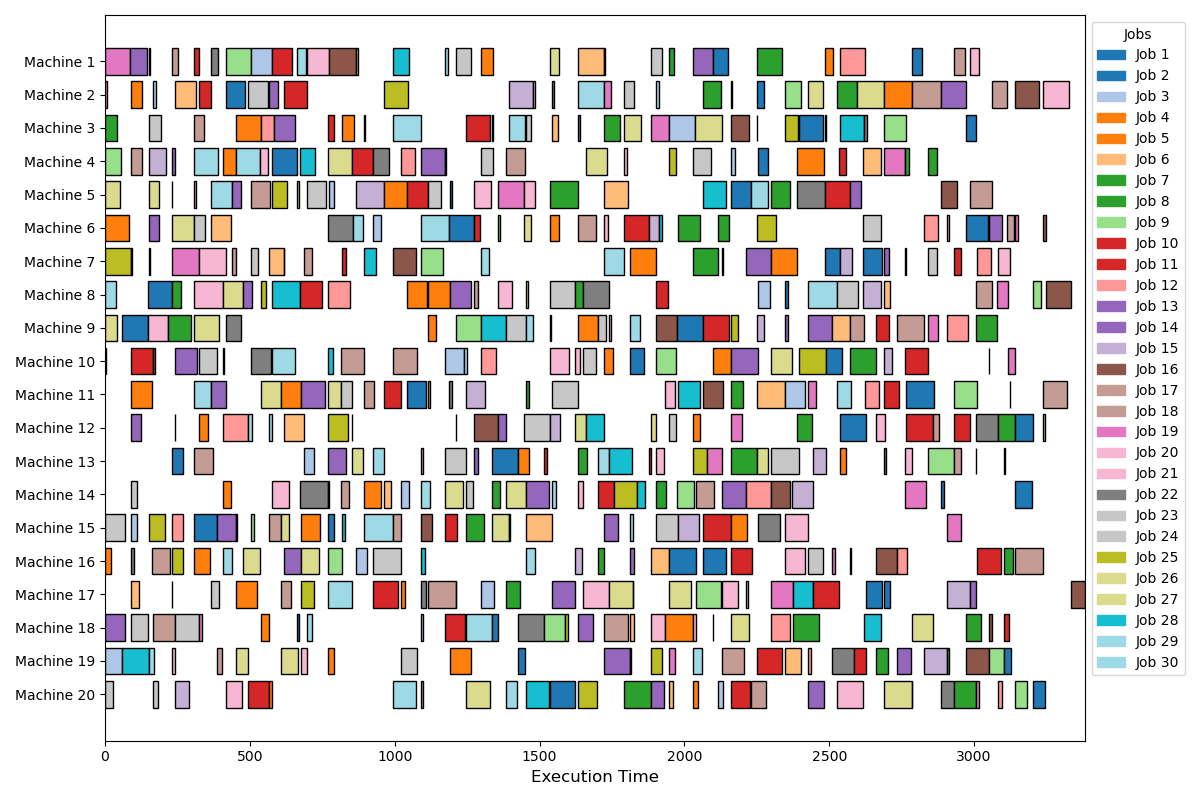 Machine 1
Machine 2
Machine 3
Machine 4
Machine 5
Machine 6
Machine 7
Machine 8
Machine 9
Machine 10
Machine 11
Machine 12
Machine 13
Machine 14
Machine 15
Machine 16
Machine 17
Machine 18
Machine 19
Machine 20
0 500 1000 1500 2000 2500 3000
Execution Time
Jobs
Job 1
Job 2
Job 3
Job 4
Job 5
Job 6
Job 7
Job 8
Job 9
Job 10
Job 11
Job 12
Job 13
Job 14
Job 15
Job 16
Job 17
Job 18
Job 19
Job 20
Job 21
Job 22
Job 23
Job 24
Job 25
Job 26
Job 27
Job 28
Job 29
Job 30